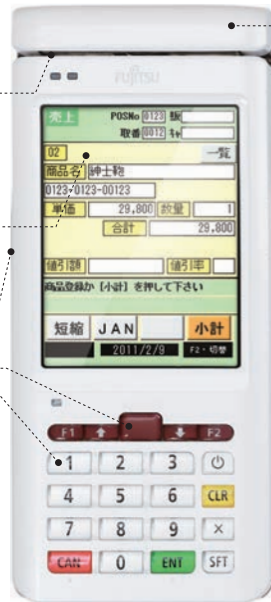 FUJITSU
売上 POSNo 0123 販
取番 0012 キャ
02 一覧
商品名 紳士靴
0123-0123-00123
単価 29,800 数量 1
合計 29,800
値引額 値引率
商品登録か [小計] を押して下さい
短縮 JAN 小計
2011/2/9 F2・切替
F1 F2
1 2 3
4 5 6 CLR
7 8 9 ×
CAN 0 ENT SFT